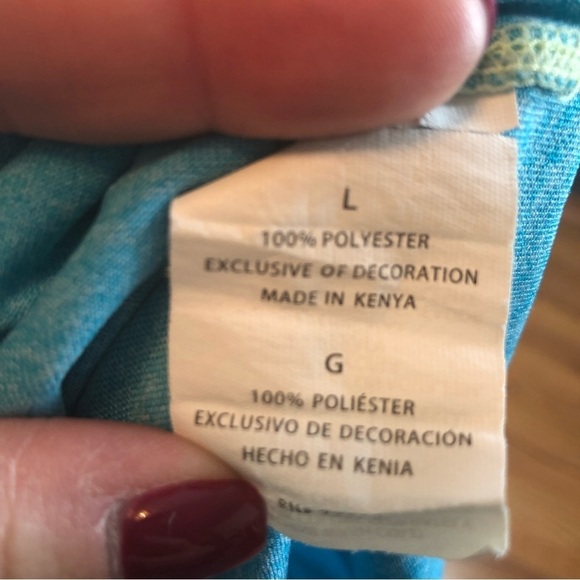 L
100% POLYESTER
EXCLUSIVE OF DECORATION
MADE IN KENYA
G
100% POLIÉSTER
EXCLUSIVO DE DECORACIÓN
HECHO EN KENIA